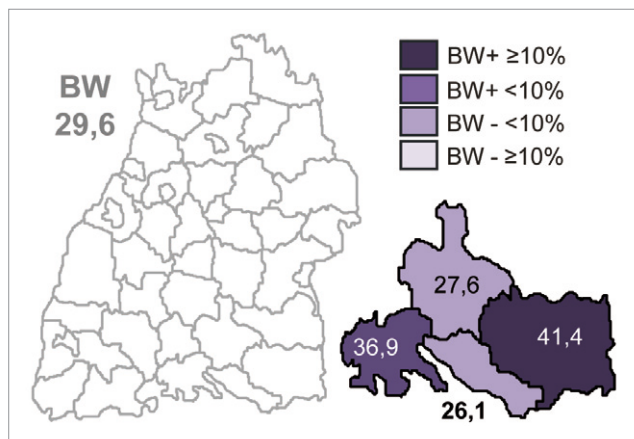 BW
29,6
BW+ ≥10%
BW+ <10%
BW - <10%
BW - ≥10%
27,6
36,9
41,4
26,1